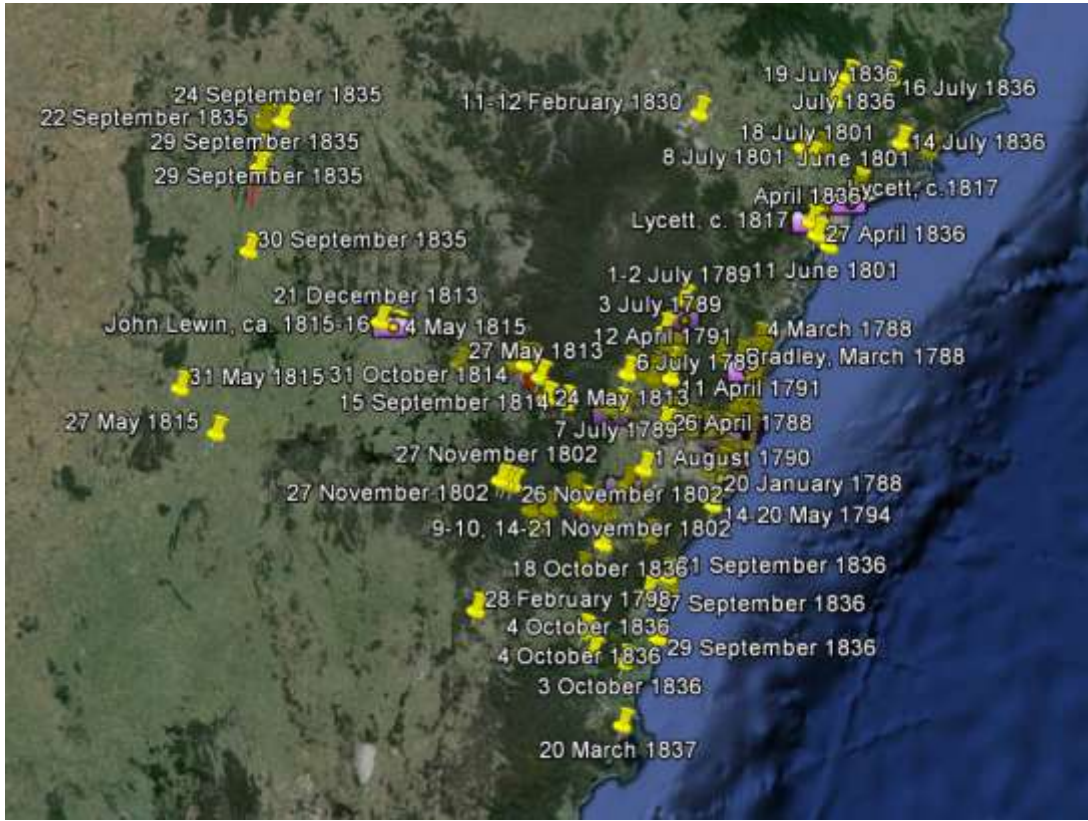 19 July 1836
16 July 1836
24 September 1835
11-12 February 1830
July 1836
22 September 1835
18 July 1801
29 September 1835
14 July 1836
8 July 1801
June 1801
29 September 1835
April 1836
Lycett, c.1817
Lycett, c. 1817
27 April 1836
30 September 1835
1-2 July 1789
11 June 1801
21 December 1813
3 July 1789
John Lewin, ca. 1815-16
4 May 1815
12 April 1791
4 March 1788
27 May 1813
6 July 1789
Bradley, March 1788
31 May 1815
31 October 1814
11 April 1791
15 September 1814
24 May 1813
27 May 1815
7 July 1789
26 April 1788
27 November 1802
1 August 1790
27 November 1802
26 November 1802
20 January 1788
14-20 May 1794
9-10, 14-21 November 1802
18 October 1836
September 1836
28 February 1798
27 September 1836
4 October 1836
29 September 1836
4 October 1836
3 October 1836
20 March 1837